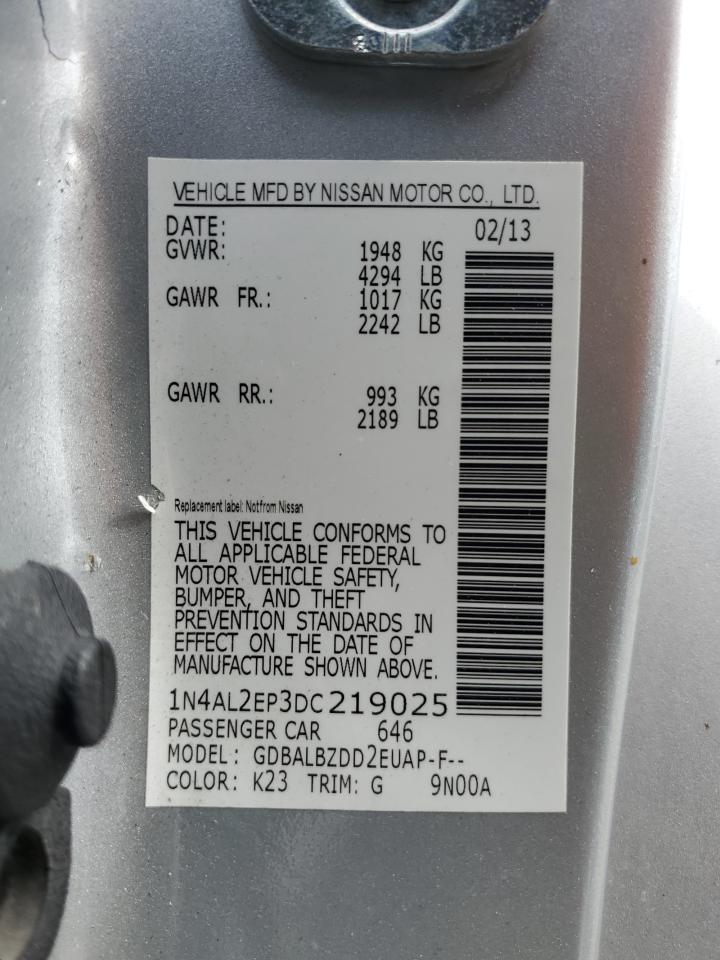 VEHICLE MFD BY NISSAN MOTOR CO., LTD.
DATE: 02/13
GVWR: 1948 KG
4294 LB
GAWR FR.: 1017 KG
2242 LB
GAWR RR.: 993 KG
2189 LB
Replacement label: Not from Nissan
THIS VEHICLE CONFORMS TO
ALL APPLICABLE FEDERAL
MOTOR VEHICLE SAFETY,
BUMPER, AND THEFT
PREVENTION STANDARDS IN
EFFECT ON THE DATE OF
MANUFACTURE SHOWN ABOVE.
1N4AL2EP3DC219025
PASSENGER CAR 646
MODEL: GDBALBZDD2EUAP-F--
COLOR: K23 TRIM: G 9N00A